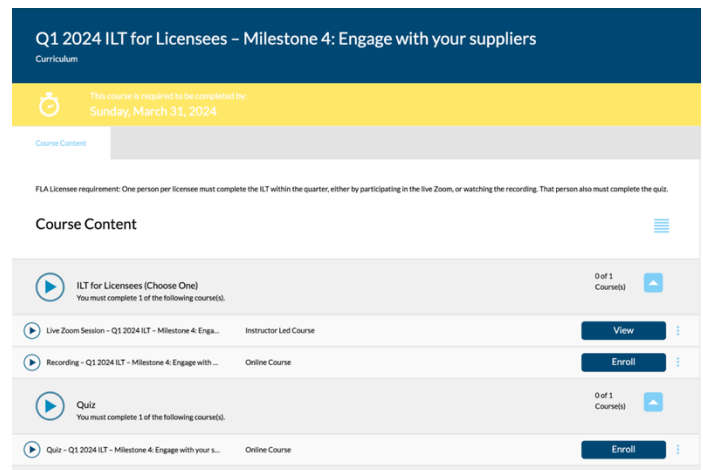 Q1 2024 ILT for Licensees – Milestone 4: Engage with your suppliers
Curriculum
This course is required to be completed by:
Sunday, March 31, 2024
Course Content
FLA Licensee requirement: One person per licensee must complete the ILT within the quarter, either by participating in the live Zoom, or watching the recording. That person also must complete the quiz.
Course Content
ILT for Licensees (Choose One)
You must complete 1 of the following course(s).
0 of 1
Course(s)
Live Zoom Session – Q1 2024 ILT – Milestone 4: Enga... Instructor Led Course View
Recording – Q1 2024 ILT – Milestone 4: Engage with ... Online Course Enroll
Quiz
You must complete 1 of the following course(s).
0 of 1
Course(s)
Quiz – Q1 2024 ILT – Milestone 4: Engage with your s... Online Course Enroll